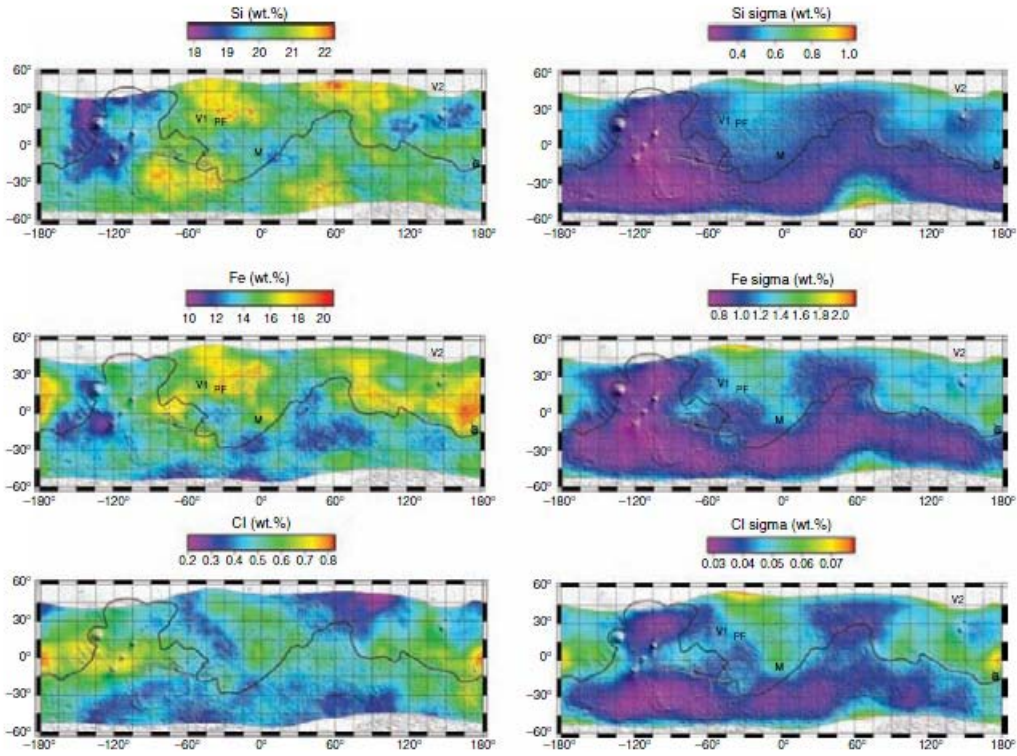 Si (wt.%)
18 19 20 21 22
60°
30°
0°
−30°
−60°
V2
V1 PF
M
B
−180° −120° −60° 0° 60° 120° 180°
Si sigma (wt.%)
0.4 0.6 0.8 1.0
60°
30°
0°
−30°
−60°
V2
V1 PF
M
B
−180° −120° −60° 0° 60° 120° 180°
Fe (wt.%)
10 12 14 16 18 20
60°
30°
0°
−30°
−60°
V2
V1 PF
M
B
−180° −120° −60° 0° 60° 120° 180°
Fe sigma (wt.%)
0.8 1.0 1.2 1.4 1.6 1.8 2.0
60°
30°
0°
−30°
−60°
V2
V1 PF
M
B
−180° −120° −60° 0° 60° 120° 180°
Cl (wt.%)
0.2 0.3 0.4 0.5 0.6 0.7 0.8
60°
30°
0°
−30°
−60°
−180° −120° −60° 0° 60° 120° 180°
Cl sigma (wt.%)
0.03 0.04 0.05 0.06 0.07
60°
30°
0°
−30°
−60°
V2
V1 PF
M
B
−180° −120° −60° 0° 60° 120° 180°